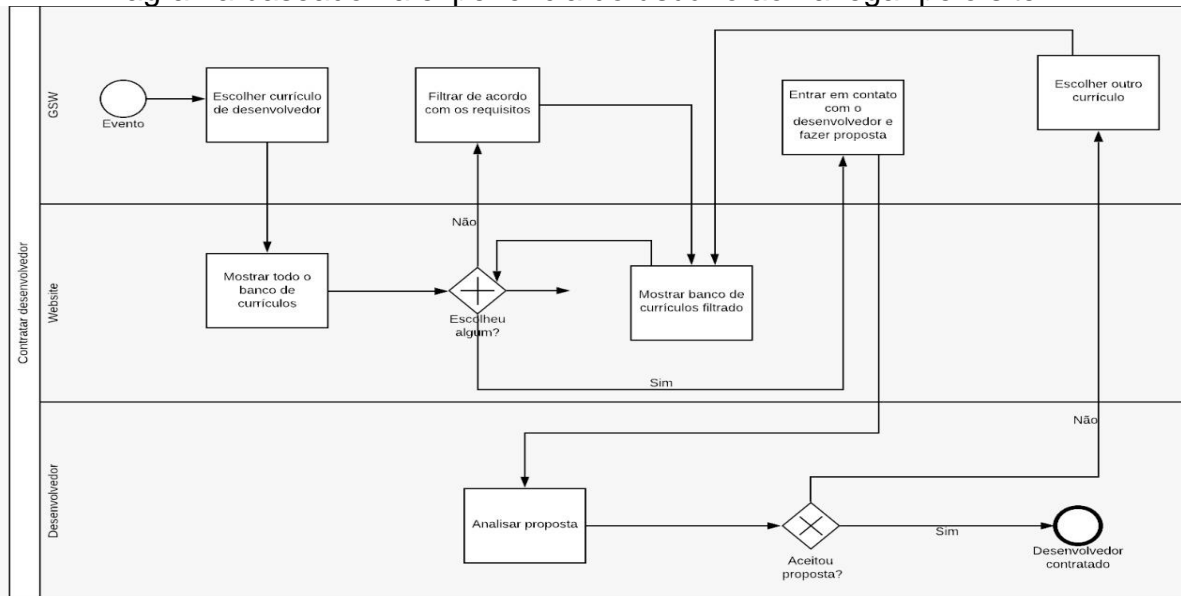 Contratar desenvolvedor
GSW
Evento
Escolher currículo
de desenvolvedor
Filtrar de acordo
com os requisitos
Entrar em contato
com o
desenvolvedor e
fazer proposta
Escolher outro
currículo
Website
Não
Mostrar todo o
banco de
currículos
Escolheu
algum?
Mostrar banco de
currículos filtrado
Sim
Desenvolvedor
Não
Analisar proposta
Aceitou
proposta?
Sim
Desenvolvedor
contratado